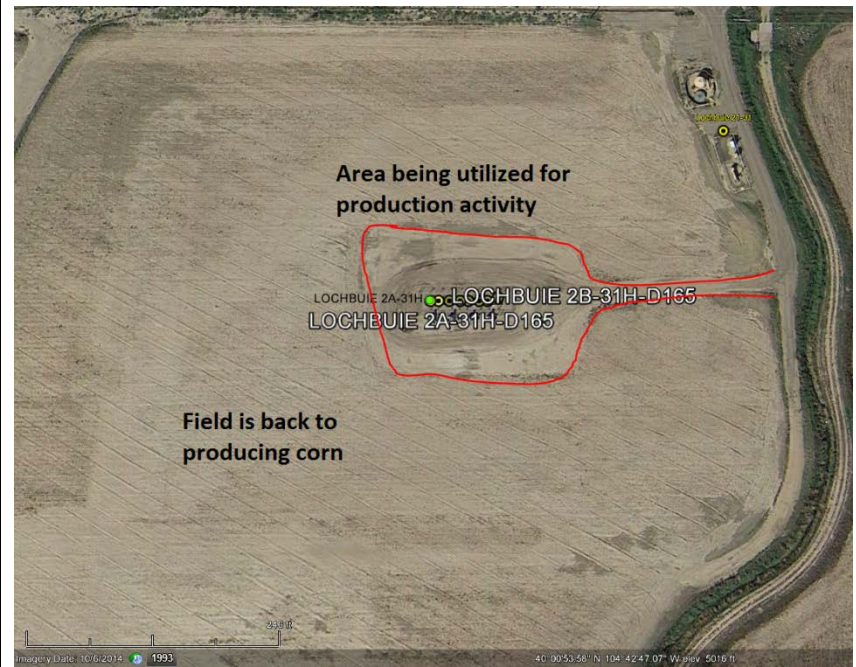 Area being utilized for
production activity
LOCHBUIE 2A-31H
LOCHBUIE 2B-31H-D165
LOCHBUIE 2A-31H-D165
Field is back to
producing corn
Imagery Date: 10/6/2014
1993
40°00'53.58" N 104°42'47.07" W elev 5016 ft